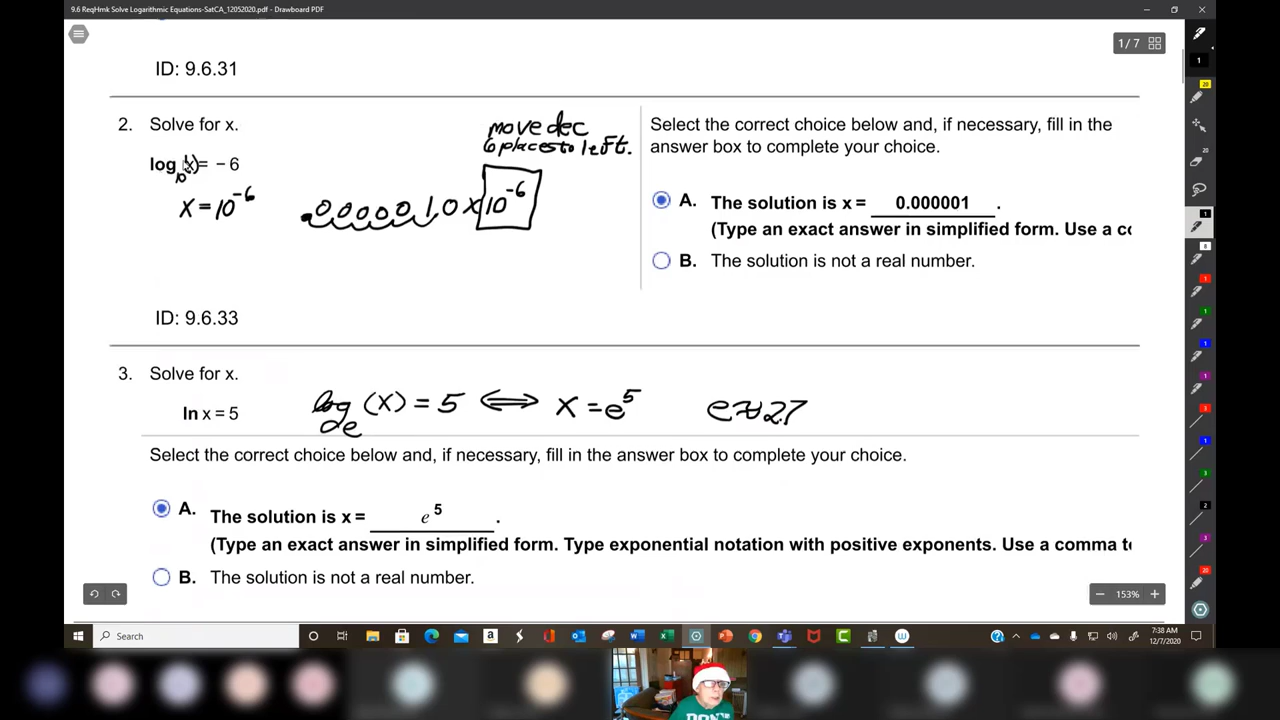 9.6 ReqHmk Solve Logarithmic Equations-SatCA_12052020.pdf - Drawboard PDF
1 / 7
ID: 9.6.31
2. Solve for x.
log 10 (x) = - 6
x = 10^-6
.0000010 x 10^-6
move dec
6 places to left.
Select the correct choice below and, if necessary, fill in the
answer box to complete your choice.
A. The solution is x = 0.000001 .
(Type an exact answer in simplified form. Use a co
B. The solution is not a real number.
ID: 9.6.33
3. Solve for x.
ln x = 5
log e (x) = 5 ⟺ x = e^5
e≈2.7
Select the correct choice below and, if necessary, fill in the answer box to complete your choice.
A. The solution is x = e^5 .
(Type an exact answer in simplified form. Type exponential notation with positive exponents. Use a comma to
B. The solution is not a real number.
153%
Search
7:38 AM
12/7/2020